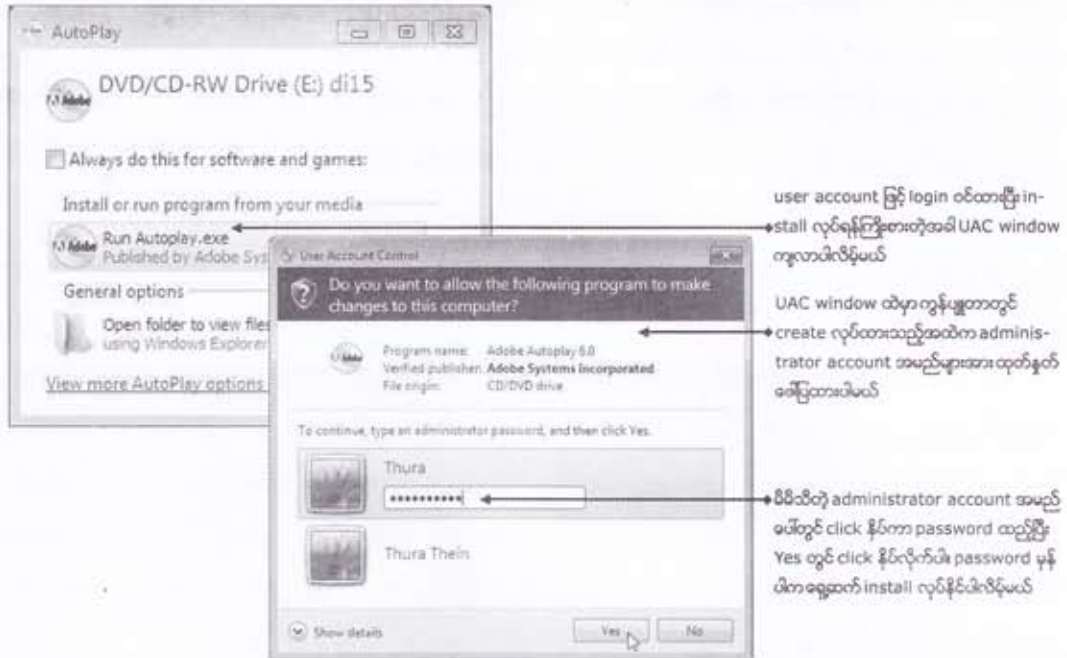 AutoPlay
DVD/CD-RW Drive (E:) di15
Adobe
Always do this for software and games:
Install or run program from your media
Adobe
Run Autoplay.exe
Published by Adobe Sys
General options
Open folder to view files
using Windows Explorer
View more AutoPlay options
User Account Control
Do you want to allow the following program to make
changes to this computer?
Adobe
Program name: Adobe Autoplay 6.0
Verified publisher: Adobe Systems Incorporated
File origin: CD/DVD drive
To continue, type an administrator password, and then click Yes.
Thura
••••••••••
Thura Thein
Show details
Yes
No
user account ဖြင့် login ဝင်ထားပြီး in-
stall လုပ်ရန်ကြိုးစားတဲ့အခါ UAC window
ကျလာပါလိမ့်မယ်
UAC window ထဲမှာ ကွန်ပျူတာတွင်
create လုပ်ထားသည့်အထဲက adminis-
trator account အမည်များအား ထုတ်နှုတ်
ဖေါ်ပြထားပါမယ်
မိမိသိတဲ့ administrator account အမည်
ပေါ်တွင် click နှိပ်ကာ password ထည့်ပြီး
Yes တွင် click နှိပ်လိုက်ပါ။ password မှန်
ပါက ရှေ့ဆက် install လုပ်နိုင်ပါလိမ့်မယ်